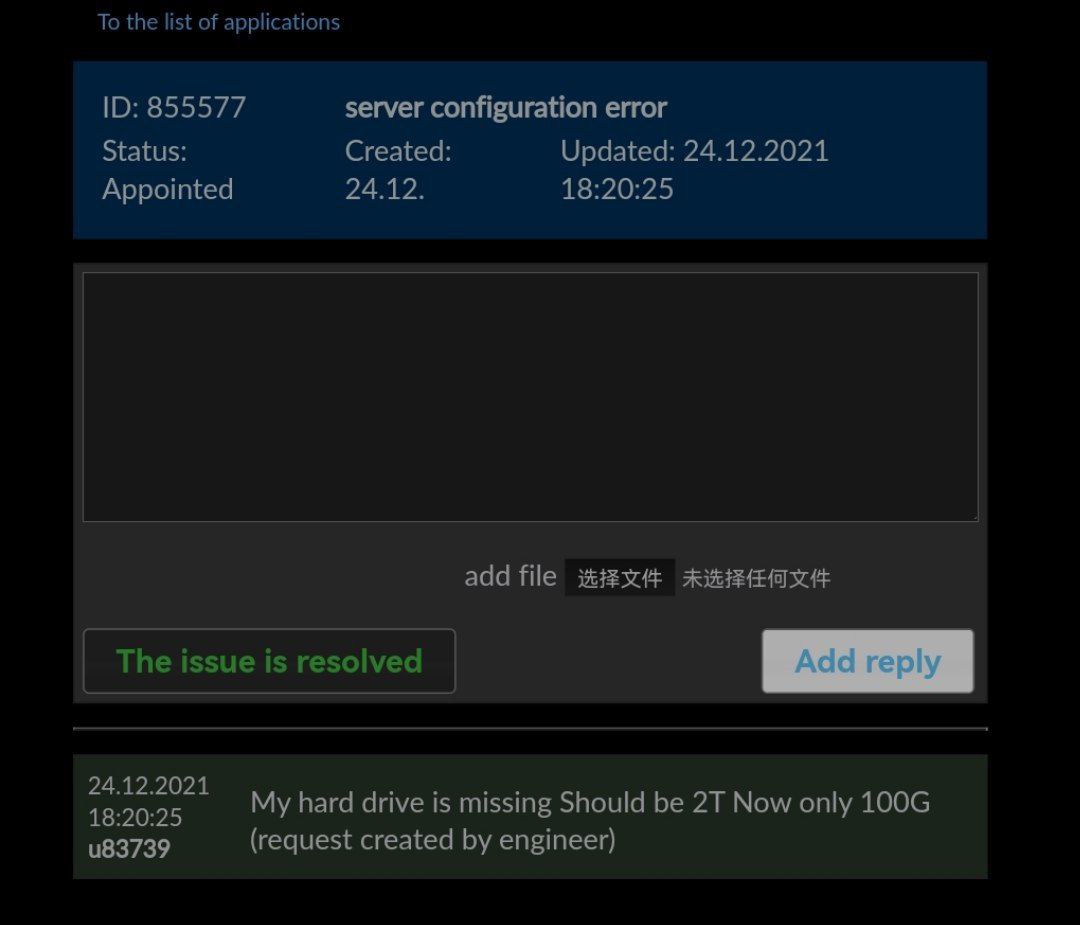 To the list of applications
ID: 855577
server configuration error
Status:
Appointed
Created:
24.12.
Updated: 24.12.2021
18:20:25
add file 选择文件 未选择任何文件
The issue is resolved
Add reply
24.12.2021
18:20:25
u83739
My hard drive is missing Should be 2T Now only 100G
(request created by engineer)